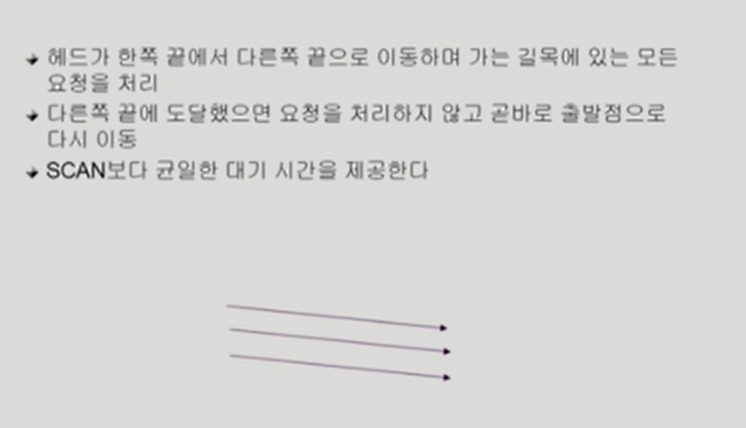 헤드가 한쪽 끝에서 다른쪽 끝으로 이동하며 가는 길목에 있는 모든
요청을 처리
다른쪽 끝에 도달했으면 요청을 처리하지 않고 곧바로 출발점으로
다시 이동
SCAN보다 균일한 대기 시간을 제공한다